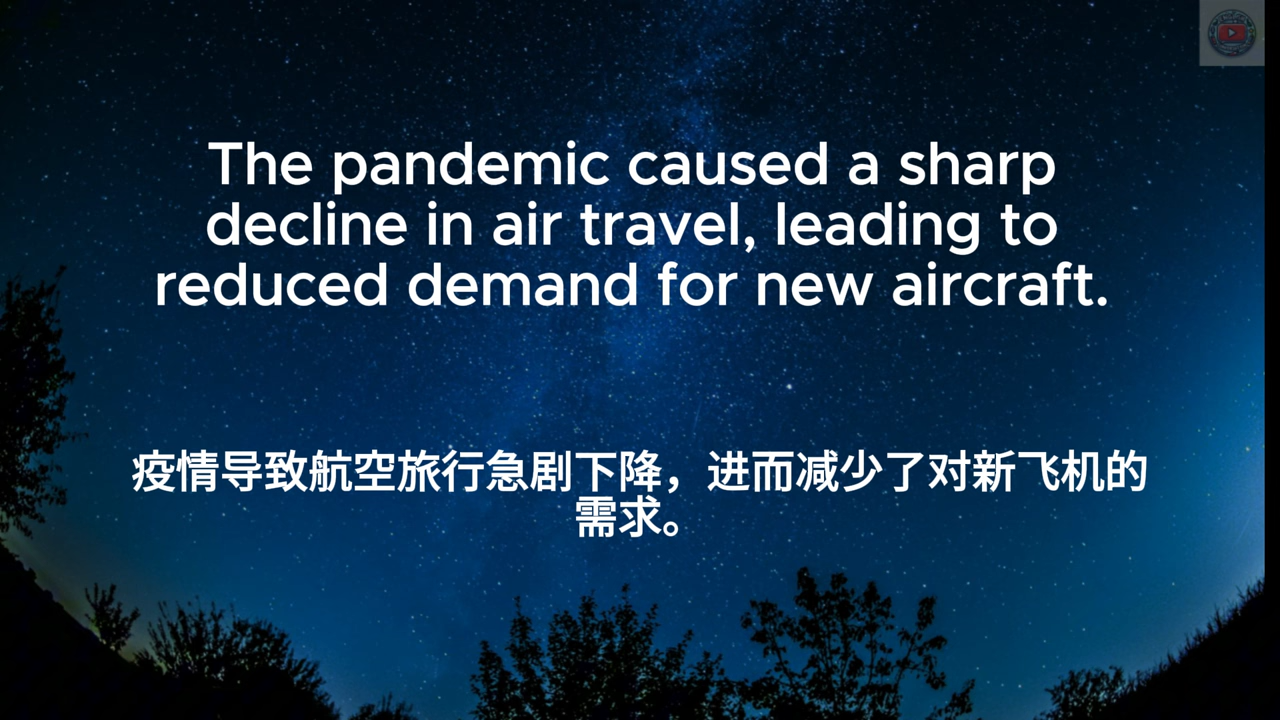 The pandemic caused a sharp
decline in air travel, leading to
reduced demand for new aircraft.
疫情导致航空旅行急剧下降，进而减少了对新飞机的
需求。